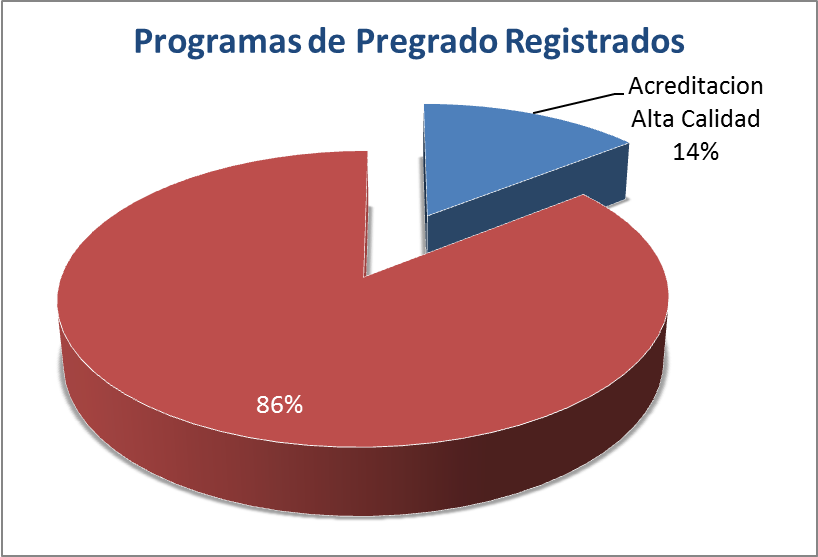 Programas de Pregrado Registrados
Acreditacion
Alta Calidad
14%
86%